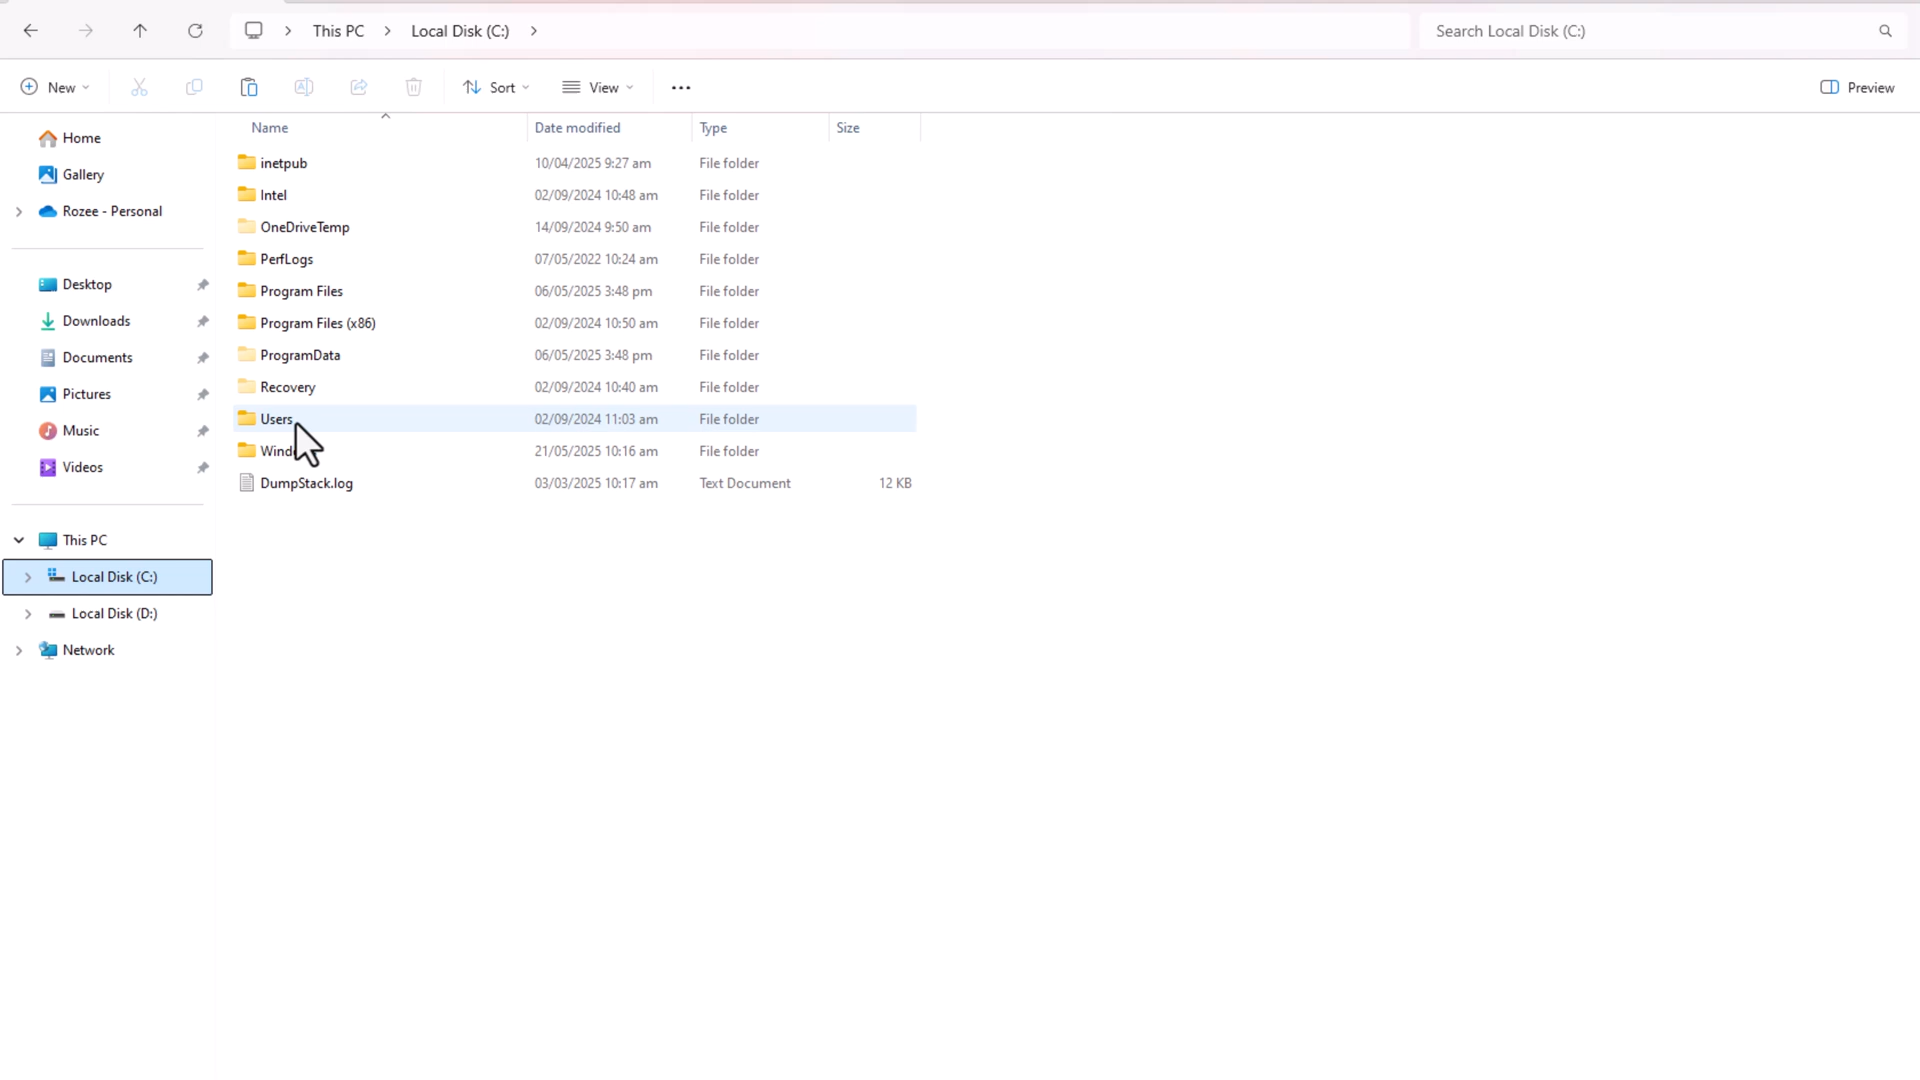 This PC > Local Disk (C:) >
Search Local Disk (C:)
New
Sort
View
Preview
Name Date modified Type Size
Home
Gallery
Rozee - Personal
Desktop
Downloads
Documents
Pictures
Music
Videos
This PC
Local Disk (C:)
Local Disk (D:)
Network
inetpub 10/04/2025 9:27 am File folder
Intel 02/09/2024 10:48 am File folder
OneDriveTemp 14/09/2024 9:50 am File folder
PerfLogs 07/05/2022 10:24 am File folder
Program Files 06/05/2025 3:48 pm File folder
Program Files (x86) 02/09/2024 10:50 am File folder
ProgramData 06/05/2025 3:48 pm File folder
Recovery 02/09/2024 10:40 am File folder
Users 02/09/2024 11:03 am File folder
21/05/2025 10:16 am File folder
DumpStack.log 03/03/2025 10:17 am Text Document 12 KB